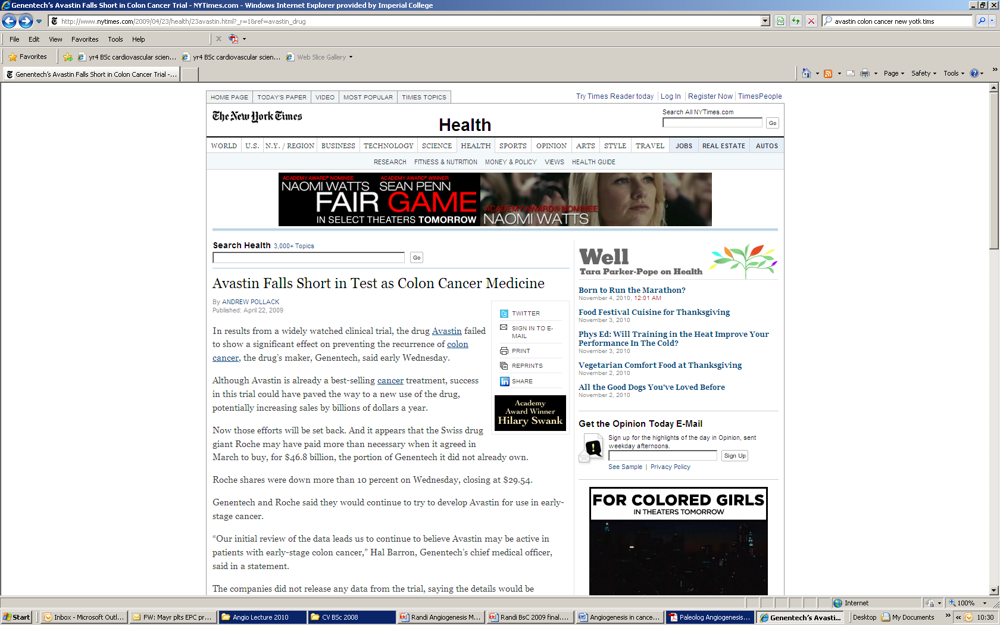 Genentech's Avastin Falls Short in Colon Cancer Trial - NYTimes.com - Windows Internet Explorer provided by Imperial College
http://www.nytimes.com/2009/04/23/health/23avastin.html?_r=1&ref=avastin_drug
avastin colon cancer new yotk tims
File Edit View Favorites Tools Help
Favorites yr4 BSc cardiovascular scien... yr4 BSc cardiovascular scien... Web Slice Gallery
Genentech's Avastin Falls Short in Colon Cancer Trial -...
Page Safety Tools
HOME PAGE TODAY'S PAPER VIDEO MOST POPULAR TIMES TOPICS
Try Times Reader today Log In Register Now TimesPeople
The New York Times
Health
Search All NYTimes.com
Go
WORLD U.S. N.Y. / REGION BUSINESS TECHNOLOGY SCIENCE HEALTH SPORTS OPINION ARTS STYLE TRAVEL JOBS REAL ESTATE AUTOS
RESEARCH FITNESS & NUTRITION MONEY & POLICY VIEWS HEALTH GUIDE
ACADEMY AWARD® NOMINEE ACADEMY AWARD® WINNER
NAOMI WATTS SEAN PENN
FAIR GAME
IN SELECT THEATERS TOMORROW
ACADEMY AWARD® NOMINEE
NAOMI WATTS
Search Health 3,000+ Topics
Go
Avastin Falls Short in Test as Colon Cancer Medicine
By ANDREW POLLACK
Published: April 22, 2009
In results from a widely watched clinical trial, the drug Avastin failed
to show a significant effect on preventing the recurrence of colon
cancer, the drug's maker, Genentech, said early Wednesday.
Although Avastin is already a best-selling cancer treatment, success
in this trial could have paved the way to a new use of the drug,
potentially increasing sales by billions of dollars a year.
Now those efforts will be set back. And it appears that the Swiss drug
giant Roche may have paid more than necessary when it agreed in
March to buy, for $46.8 billion, the portion of Genentech it did not already own.
Roche shares were down more than 10 percent on Wednesday, closing at $29.54.
Genentech and Roche said they would continue to try to develop Avastin for use in early-
stage cancer.
“Our initial review of the data leads us to continue to believe Avastin may be active in
patients with early-stage colon cancer,” Hal Barron, Genentech's chief medical officer,
said in a statement.
The companies did not release any data from the trial, saying the details would be
TWITTER
SIGN IN TO E-
MAIL
PRINT
REPRINTS
SHARE
Academy
Award Winner
Hilary Swank
Well
Tara Parker-Pope on Health
Born to Run the Marathon?
November 4, 2010, 12:01 AM
Food Festival Cuisine for Thanksgiving
November 3, 2010
Phys Ed: Will Training in the Heat Improve Your
Performance In The Cold?
November 3, 2010
Vegetarian Comfort Food at Thanksgiving
November 2, 2010
All the Good Dogs You've Loved Before
November 2, 2010
Get the Opinion Today E-Mail
Sign up for the highlights of the day in Opinion, sent
weekday afternoons.
Sign Up
See Sample | Privacy Policy
FOR COLORED GIRLS
IN THEATERS TOMORROW
Internet 100%
Start Inbox - Microsoft Outl... FW: Mayr plts EPC pr... Angio Lecture 2010 CV BSc 2008 Randi Angiogenesis M... Randi BsC 2009 final.... Angiogenesis in cance... Paleolog Angiogenesis... Genentech's Avasti... Desktop My Documents 10:30